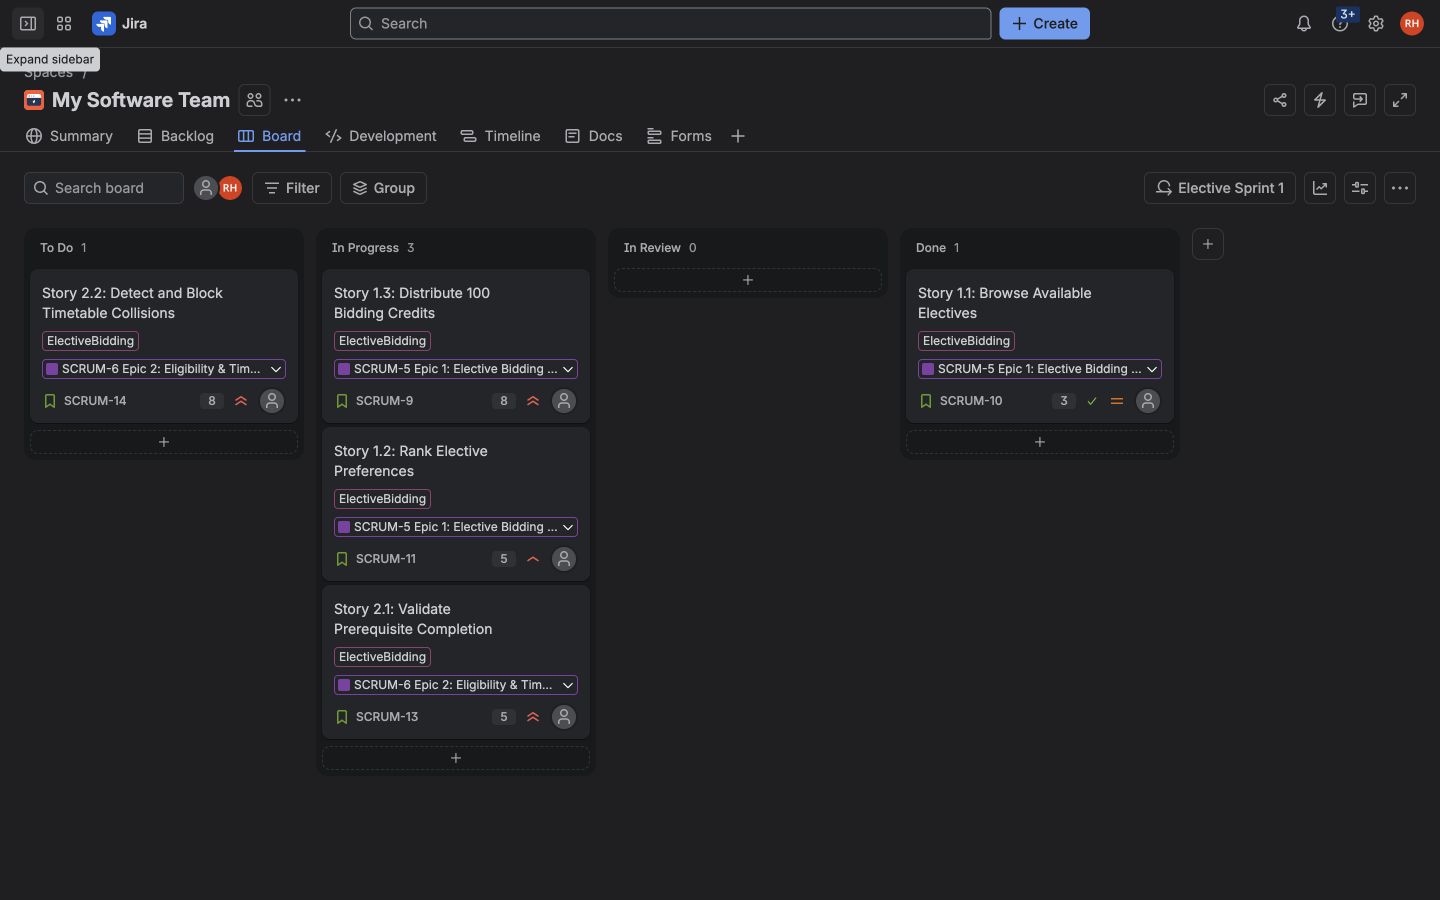 Jira
Search
Create
3+
RH
Expand sidebar
Spaces /
My Software Team
Summary
Backlog
Board
Development
Timeline
Docs
Forms
Search board
RH
Filter
Group
Elective Sprint 1
To Do 1
Story 2.2: Detect and Block
Timetable Collisions
ElectiveBidding
SCRUM-6 Epic 2: Eligibility & Tim...
SCRUM-14
8
In Progress 3
Story 1.3: Distribute 100
Bidding Credits
ElectiveBidding
SCRUM-5 Epic 1: Elective Bidding ...
SCRUM-9
8
Story 1.2: Rank Elective
Preferences
ElectiveBidding
SCRUM-5 Epic 1: Elective Bidding ...
SCRUM-11
5
Story 2.1: Validate
Prerequisite Completion
ElectiveBidding
SCRUM-6 Epic 2: Eligibility & Tim...
SCRUM-13
5
In Review 0
Done 1
Story 1.1: Browse Available
Electives
ElectiveBidding
SCRUM-5 Epic 1: Elective Bidding ...
SCRUM-10
3